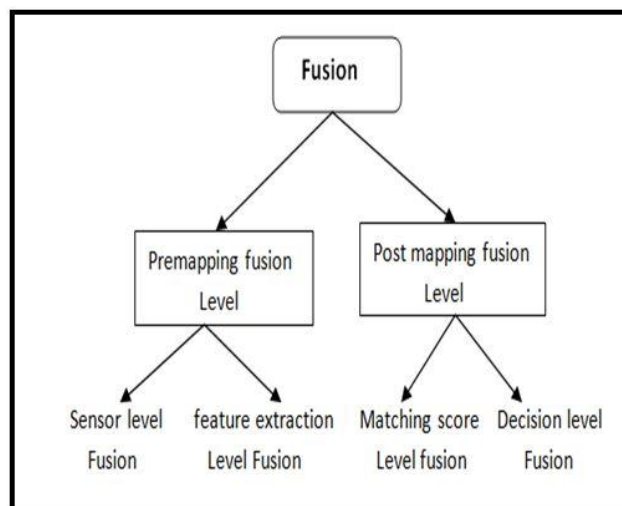 Fusion
Premapping fusion
Level
Post mapping fusion
Level
Sensor level
Fusion
feature extraction
Level Fusion
Matching score
Level fusion
Decision level
Fusion